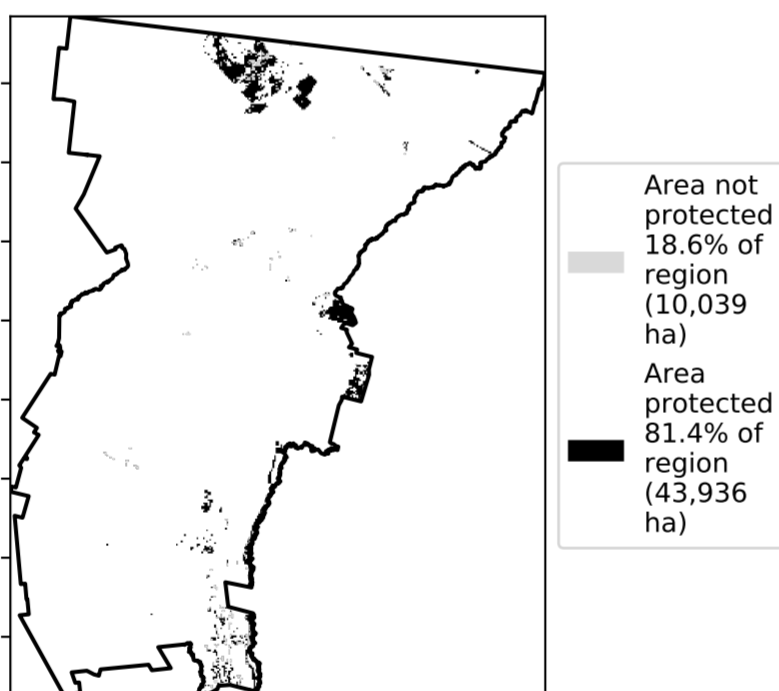 Area not
protected
18.6% of
region
(10,039
ha)
Area
protected
81.4% of
region
(43,936
ha)